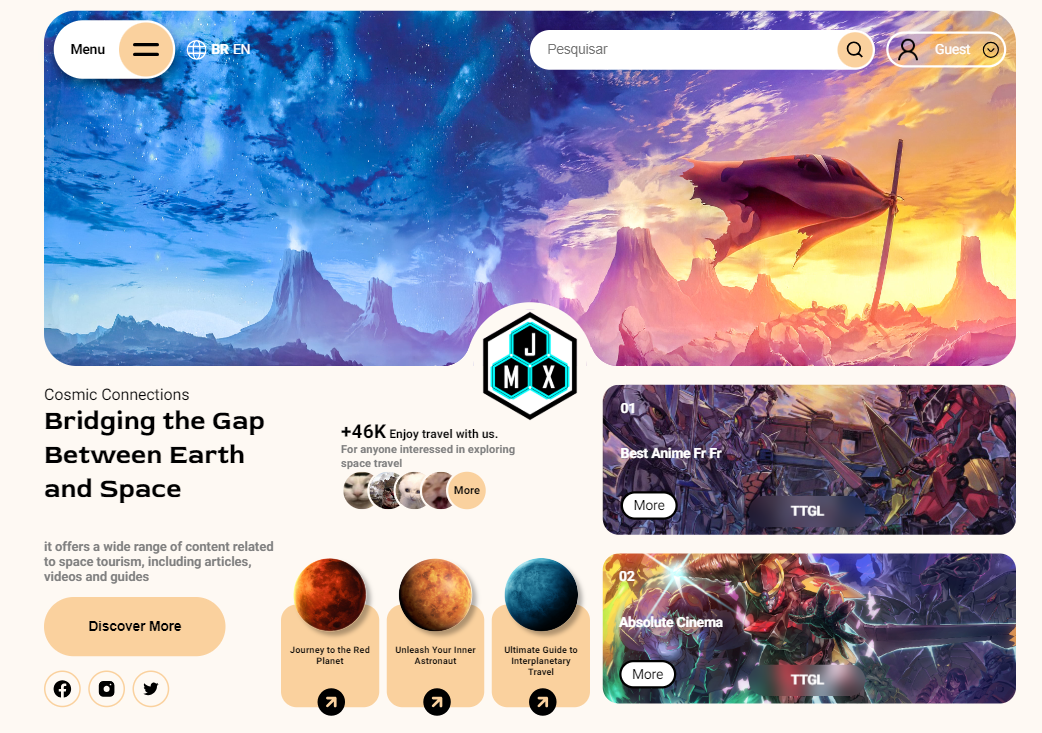 Menu
BR EN
Pesquisar
Guest
J
M X
Cosmic Connections
Bridging the Gap
Between Earth
and Space
+46K Enjoy travel with us.
For anyone interested in exploring
space travel
More
it offers a wide range of content related
to space tourism, including articles,
videos and guides
Discover More
Journey to the Red
Planet
Unleash Your Inner
Astronaut
Ultimate Guide to
Interplanetary
Travel
01
Best Anime Fr Fr
More
TTGL
02
Absolute Cinema
More
TTGL